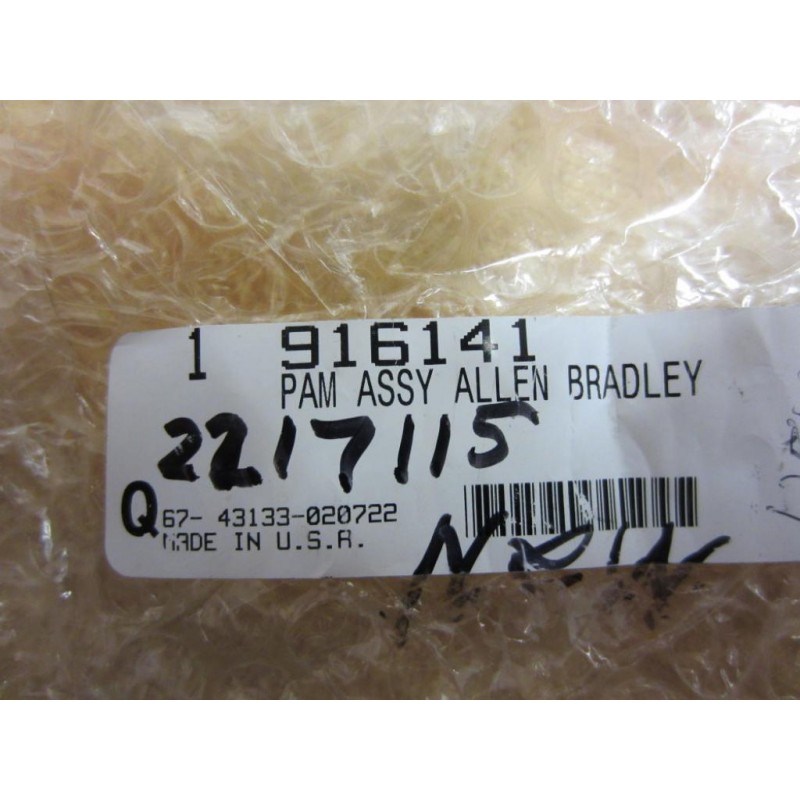 1 916141
PAM ASSY ALLEN BRADLEY
2217115
Q 67- 43133-020722
MADE IN U.S.A.